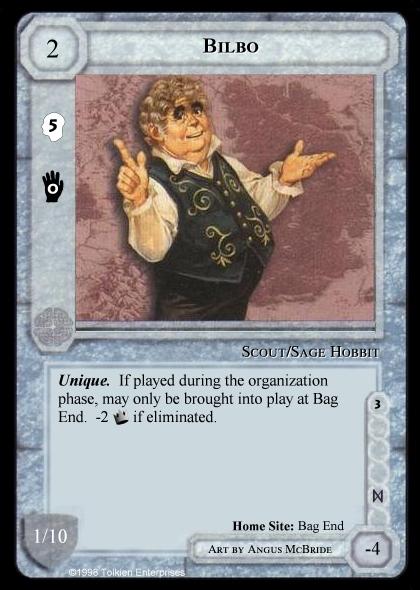 2
BILBO
5
SCOUT/SAGE HOBBIT
Unique. If played during the organization
phase, may only be brought into play at Bag
End. -2 if eliminated.
3
Home Site: Bag End
1/10
ART BY ANGUS MCBRIDE
-4
©1998 Tolkien Enterprises